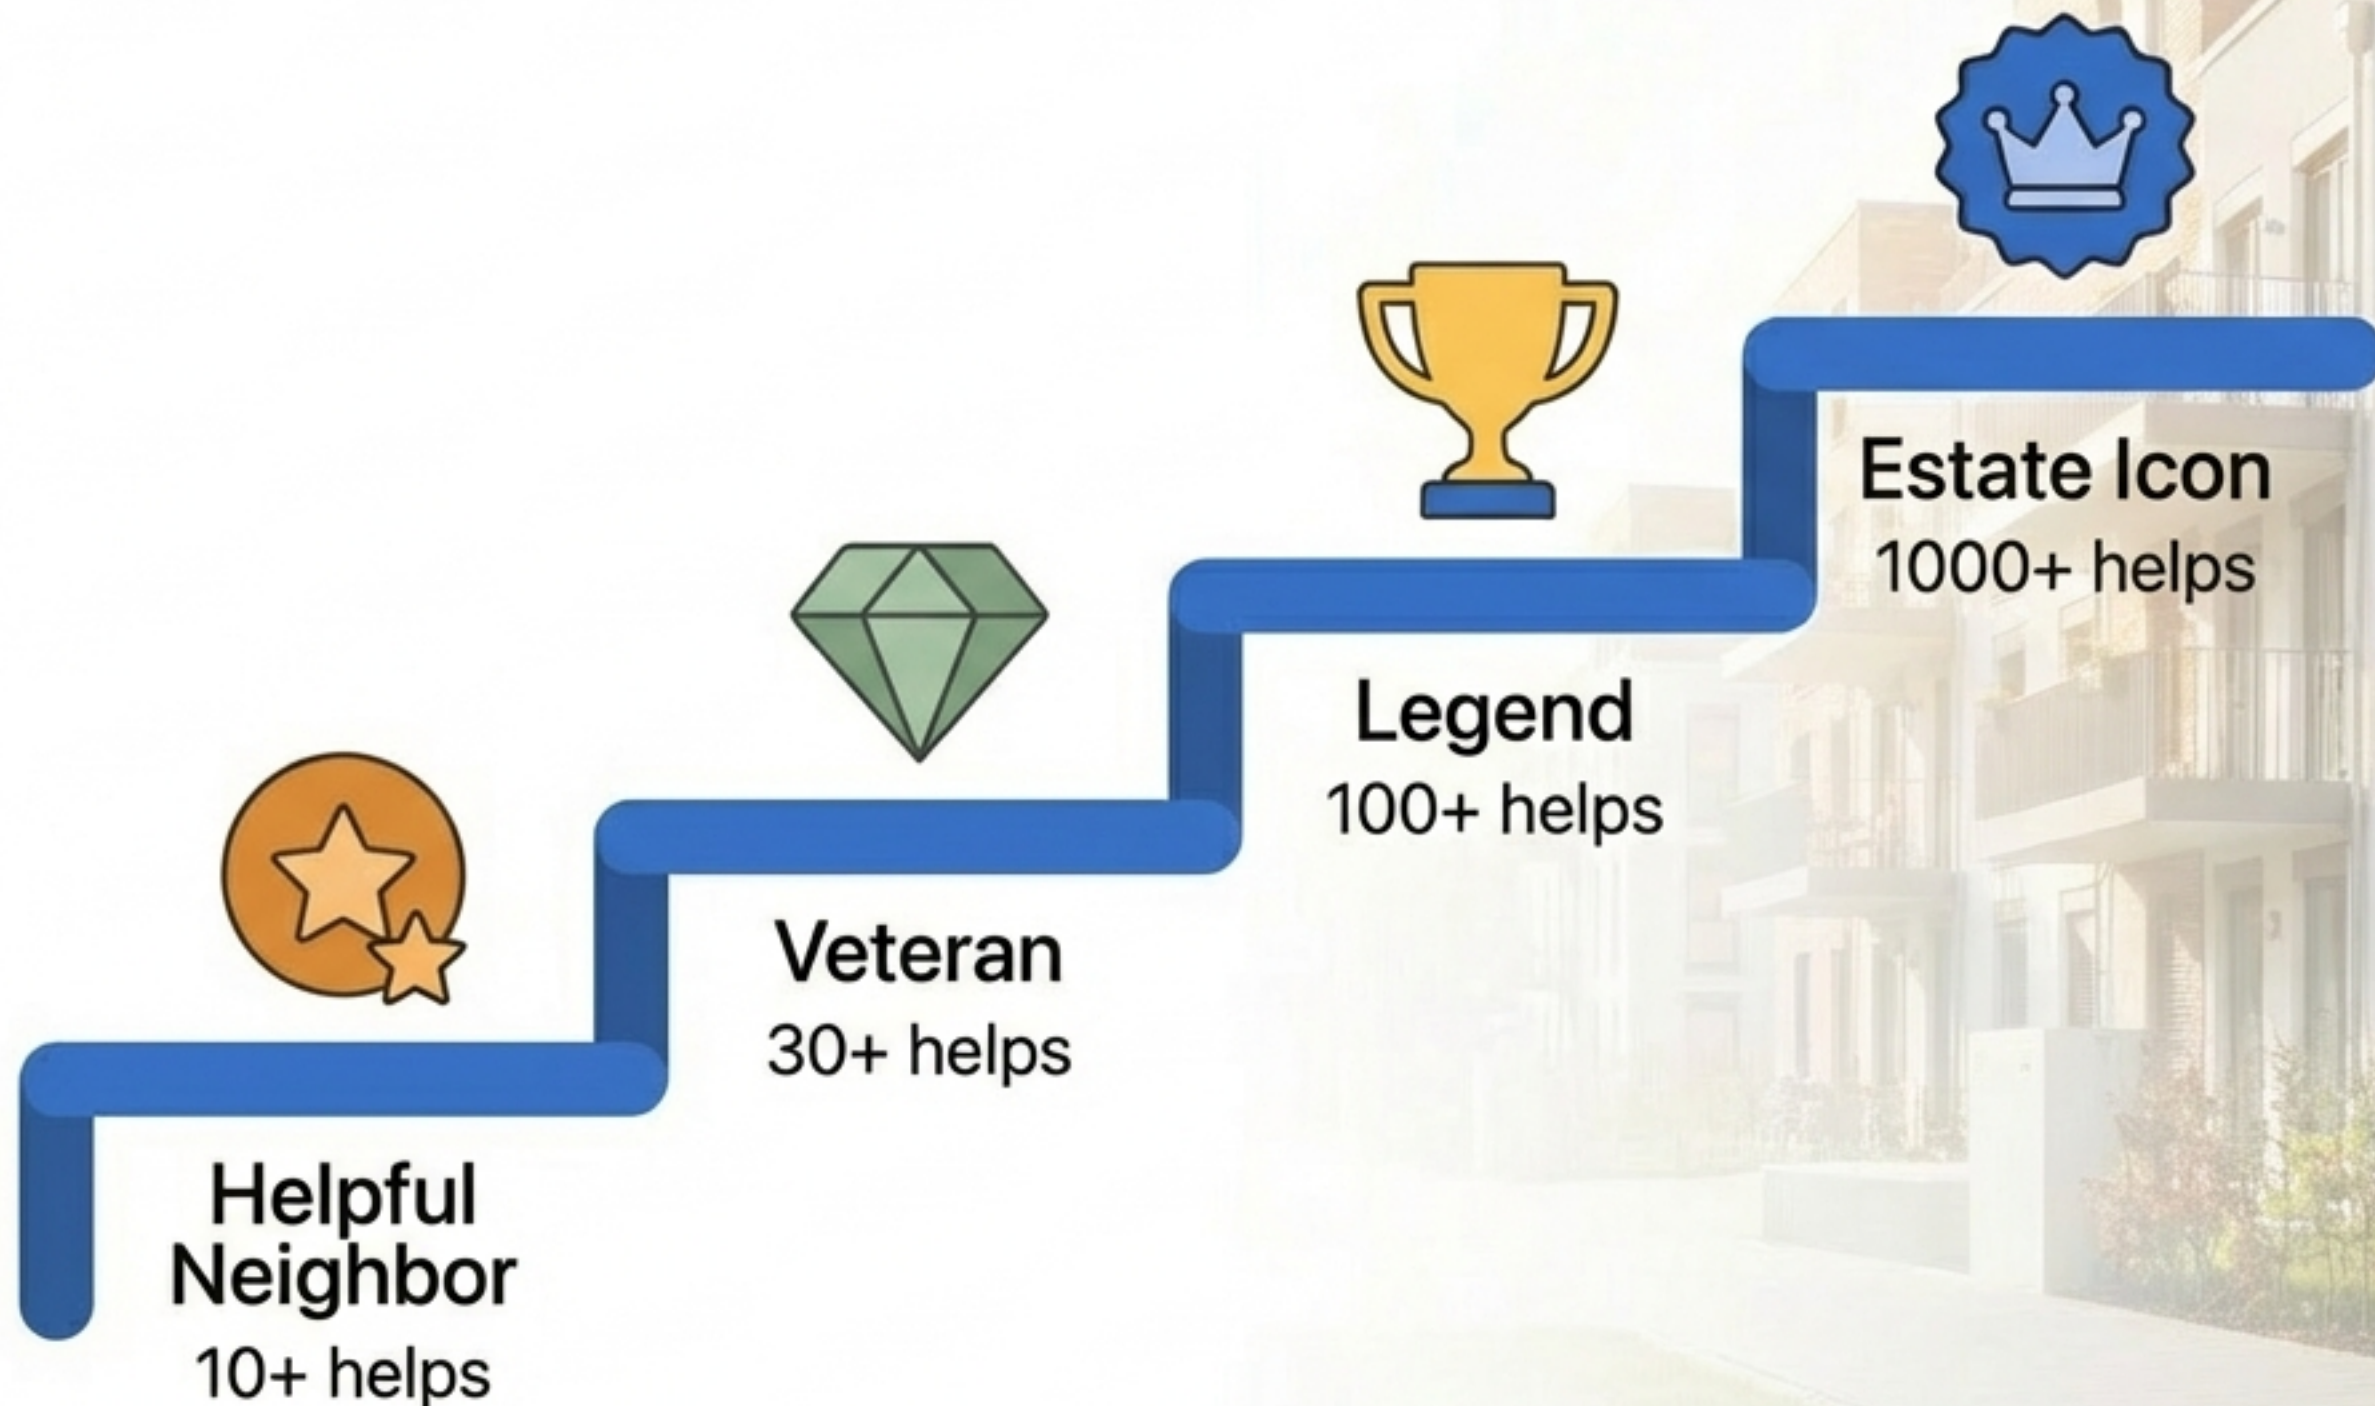 Helpful
Neighbor
10+ helps
Veteran
30+ helps
Legend
100+ helps
Estate Icon
1000+ helps